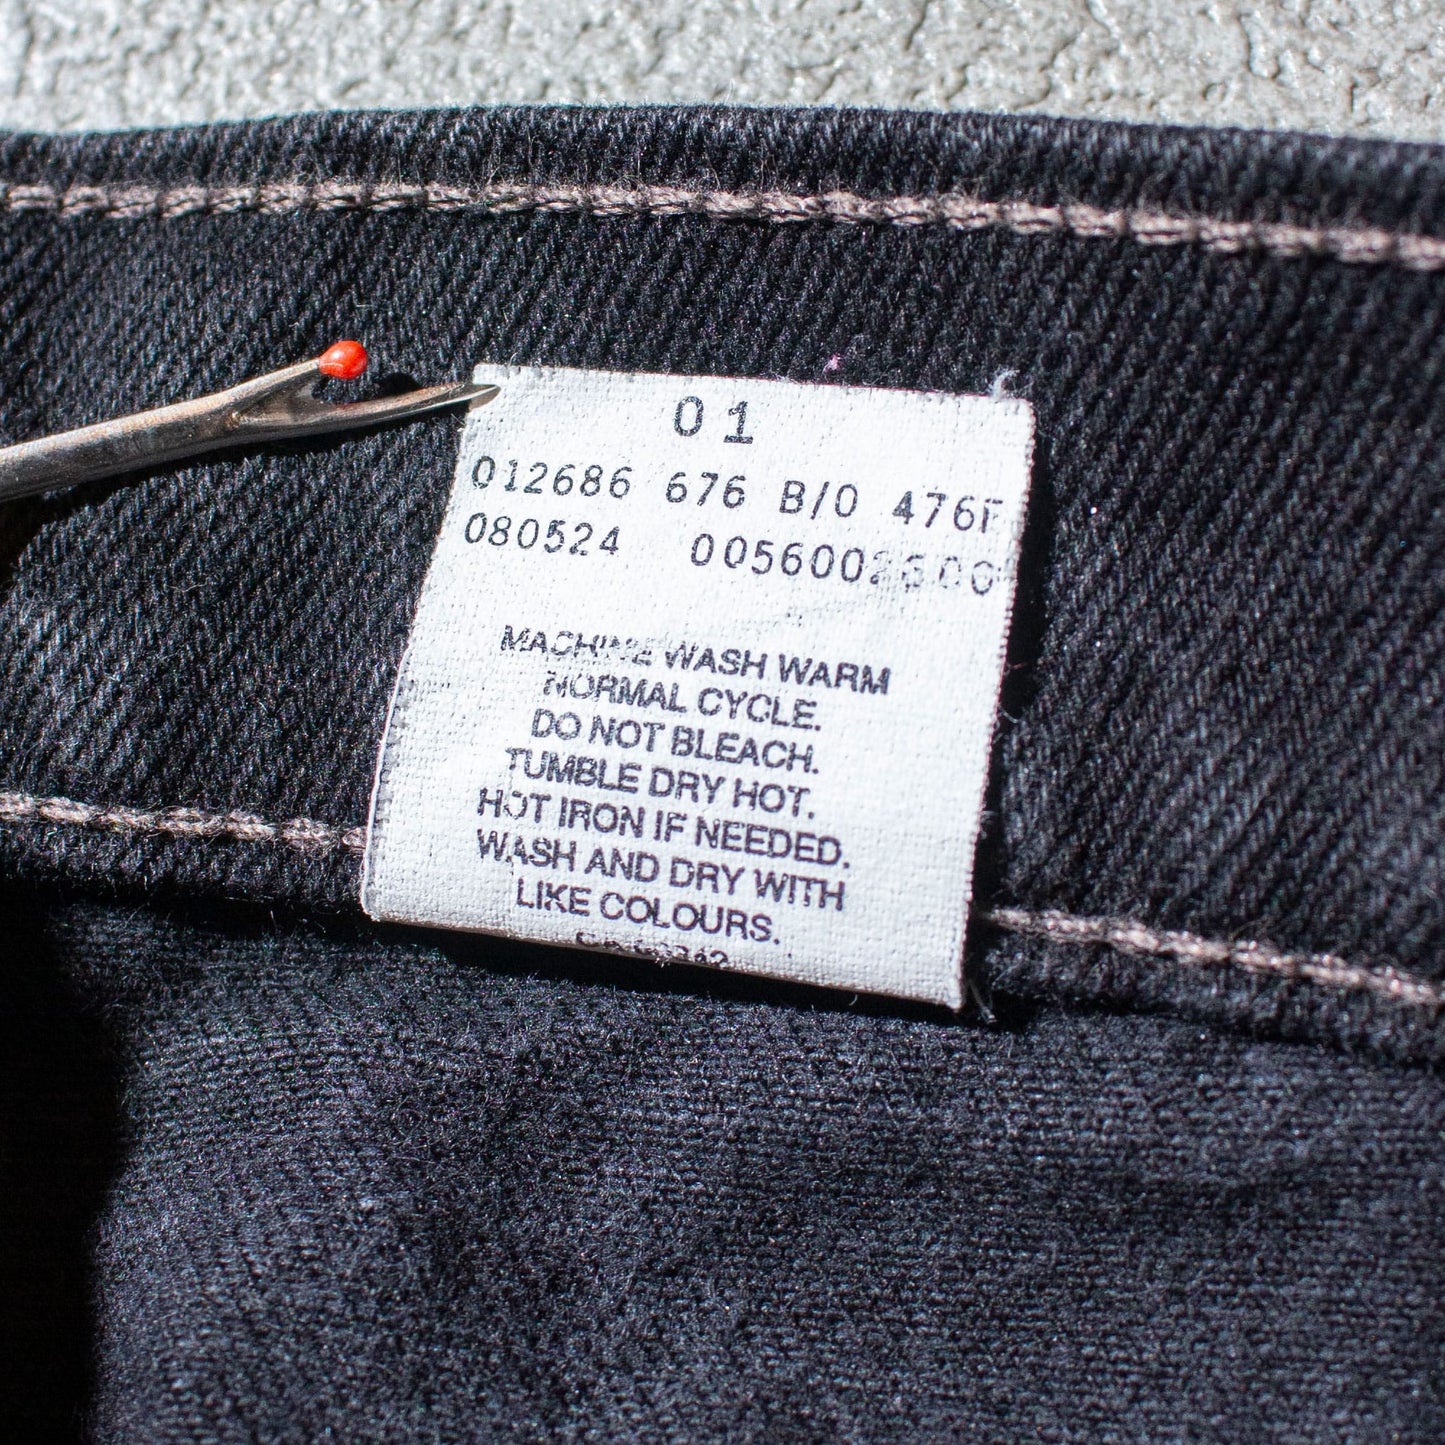 01
012686 676 B/O 476F
080524
MACHINE WASH WARM
NORMAL CYCLE.
DO NOT BLEACH.
TUMBLE DRY HOT.
HOT IRON IF NEEDED.
WASH AND DRY WITH
LIKE COLOURS.